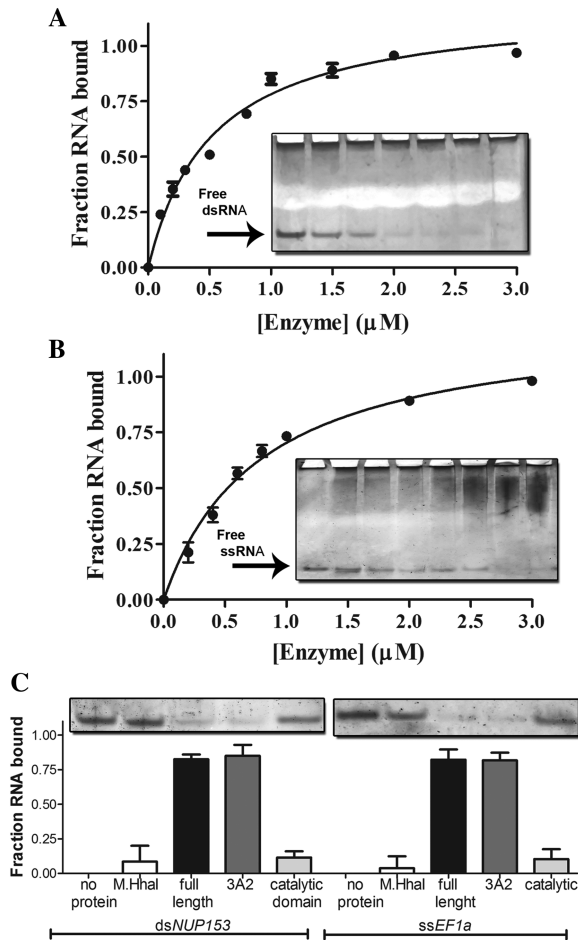 A
Fraction RNA bound
1.00
0.75
0.50
0.25
0.00
Free
dsRNA
0.0 0.5 1.0 1.5 2.0 2.5 3.0
[Enzyme] (μM)
B
Fraction RNA bound
1.00
0.75
0.50
0.25
0.00
Free
ssRNA
0.0 0.5 1.0 1.5 2.0 2.5 3.0
[Enzyme] (μM)
C
Fraction RNA bound
1.00
0.75
0.50
0.25
0.00
no M.HhaI full 3A2 catalytic no M.HhaI full 3A2 catalytic
protein length domain protein lenght
dsNUP153 ssEF1a